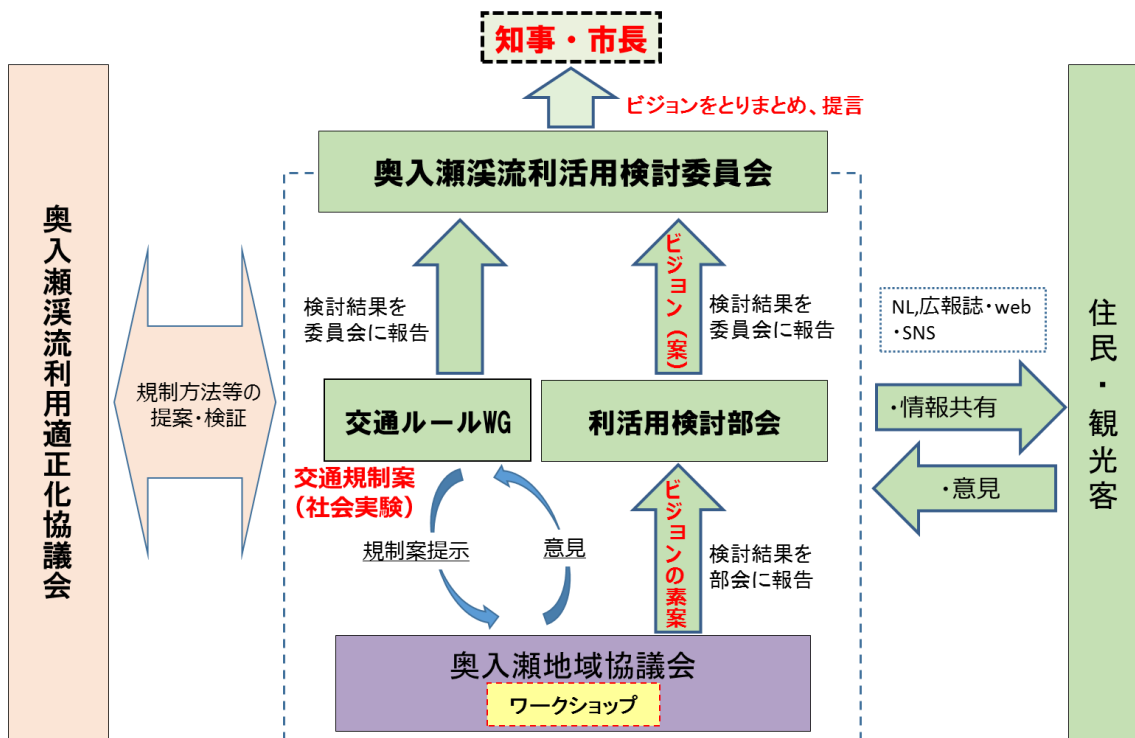 知事・市長
ビジョンをとりまとめ、提言
奥入瀬渓流利活用検討委員会
奥入瀬渓流利用適正化協議会
規制方法等の
提案・検証
検討結果を
委員会に報告
ビジョン（案）
検討結果を
委員会に報告
交通ルールWG
利活用検討部会
交通規制案
（社会実験）
規制案提示
意見
ビジョンの素案
検討結果を
部会に報告
奥入瀬地域協議会
ワークショップ
NL,広報誌・web
・SNS
・情報共有
・意見
住民・観光客